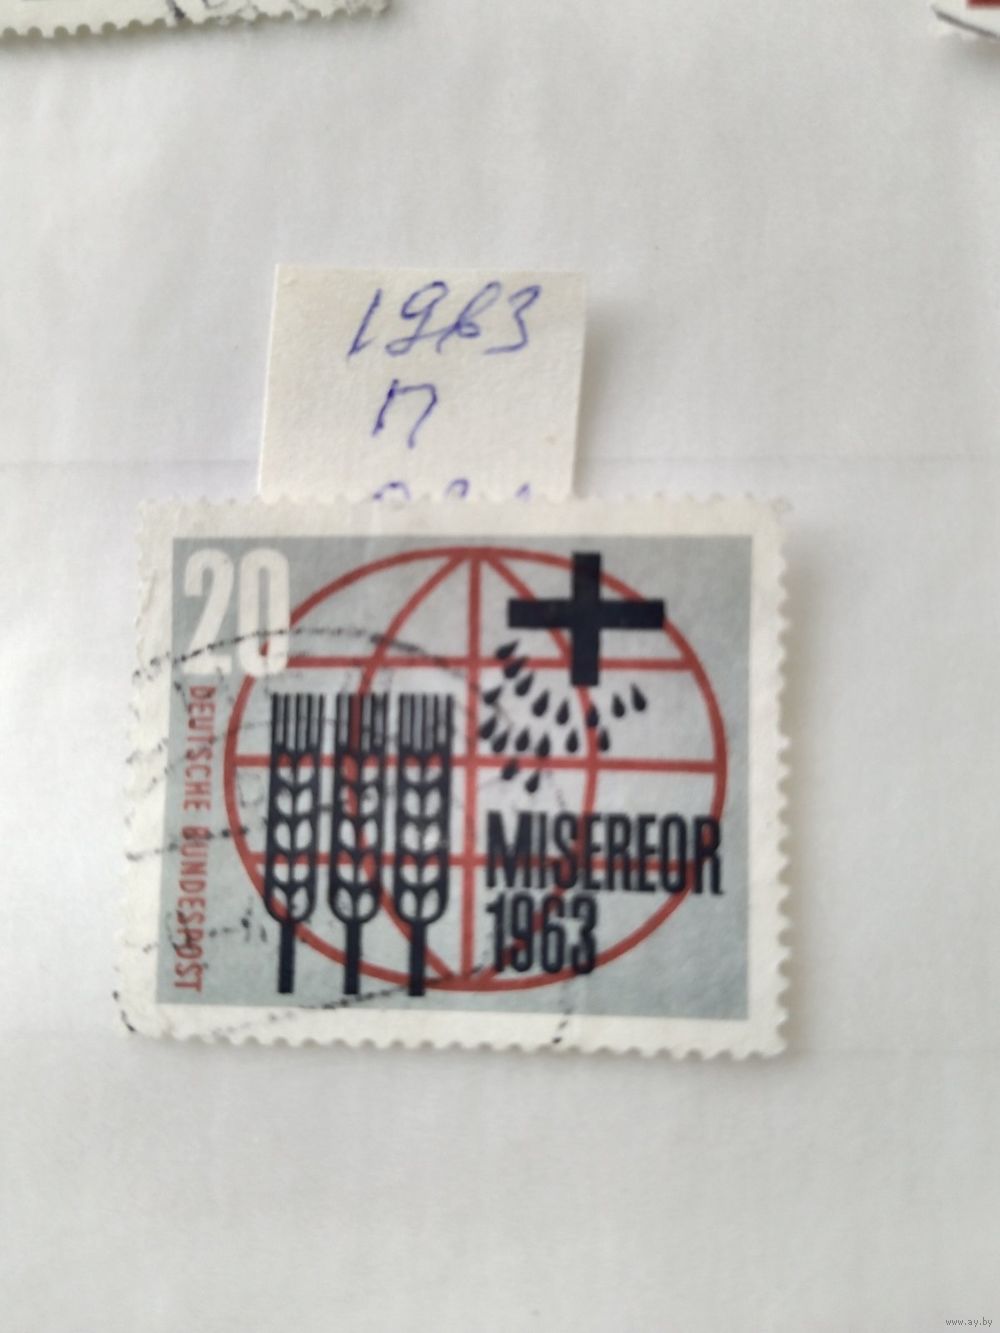 1963
П
20
DEUTSCHE BUNDESPOST
MISEREOR
1963
www.ay.by